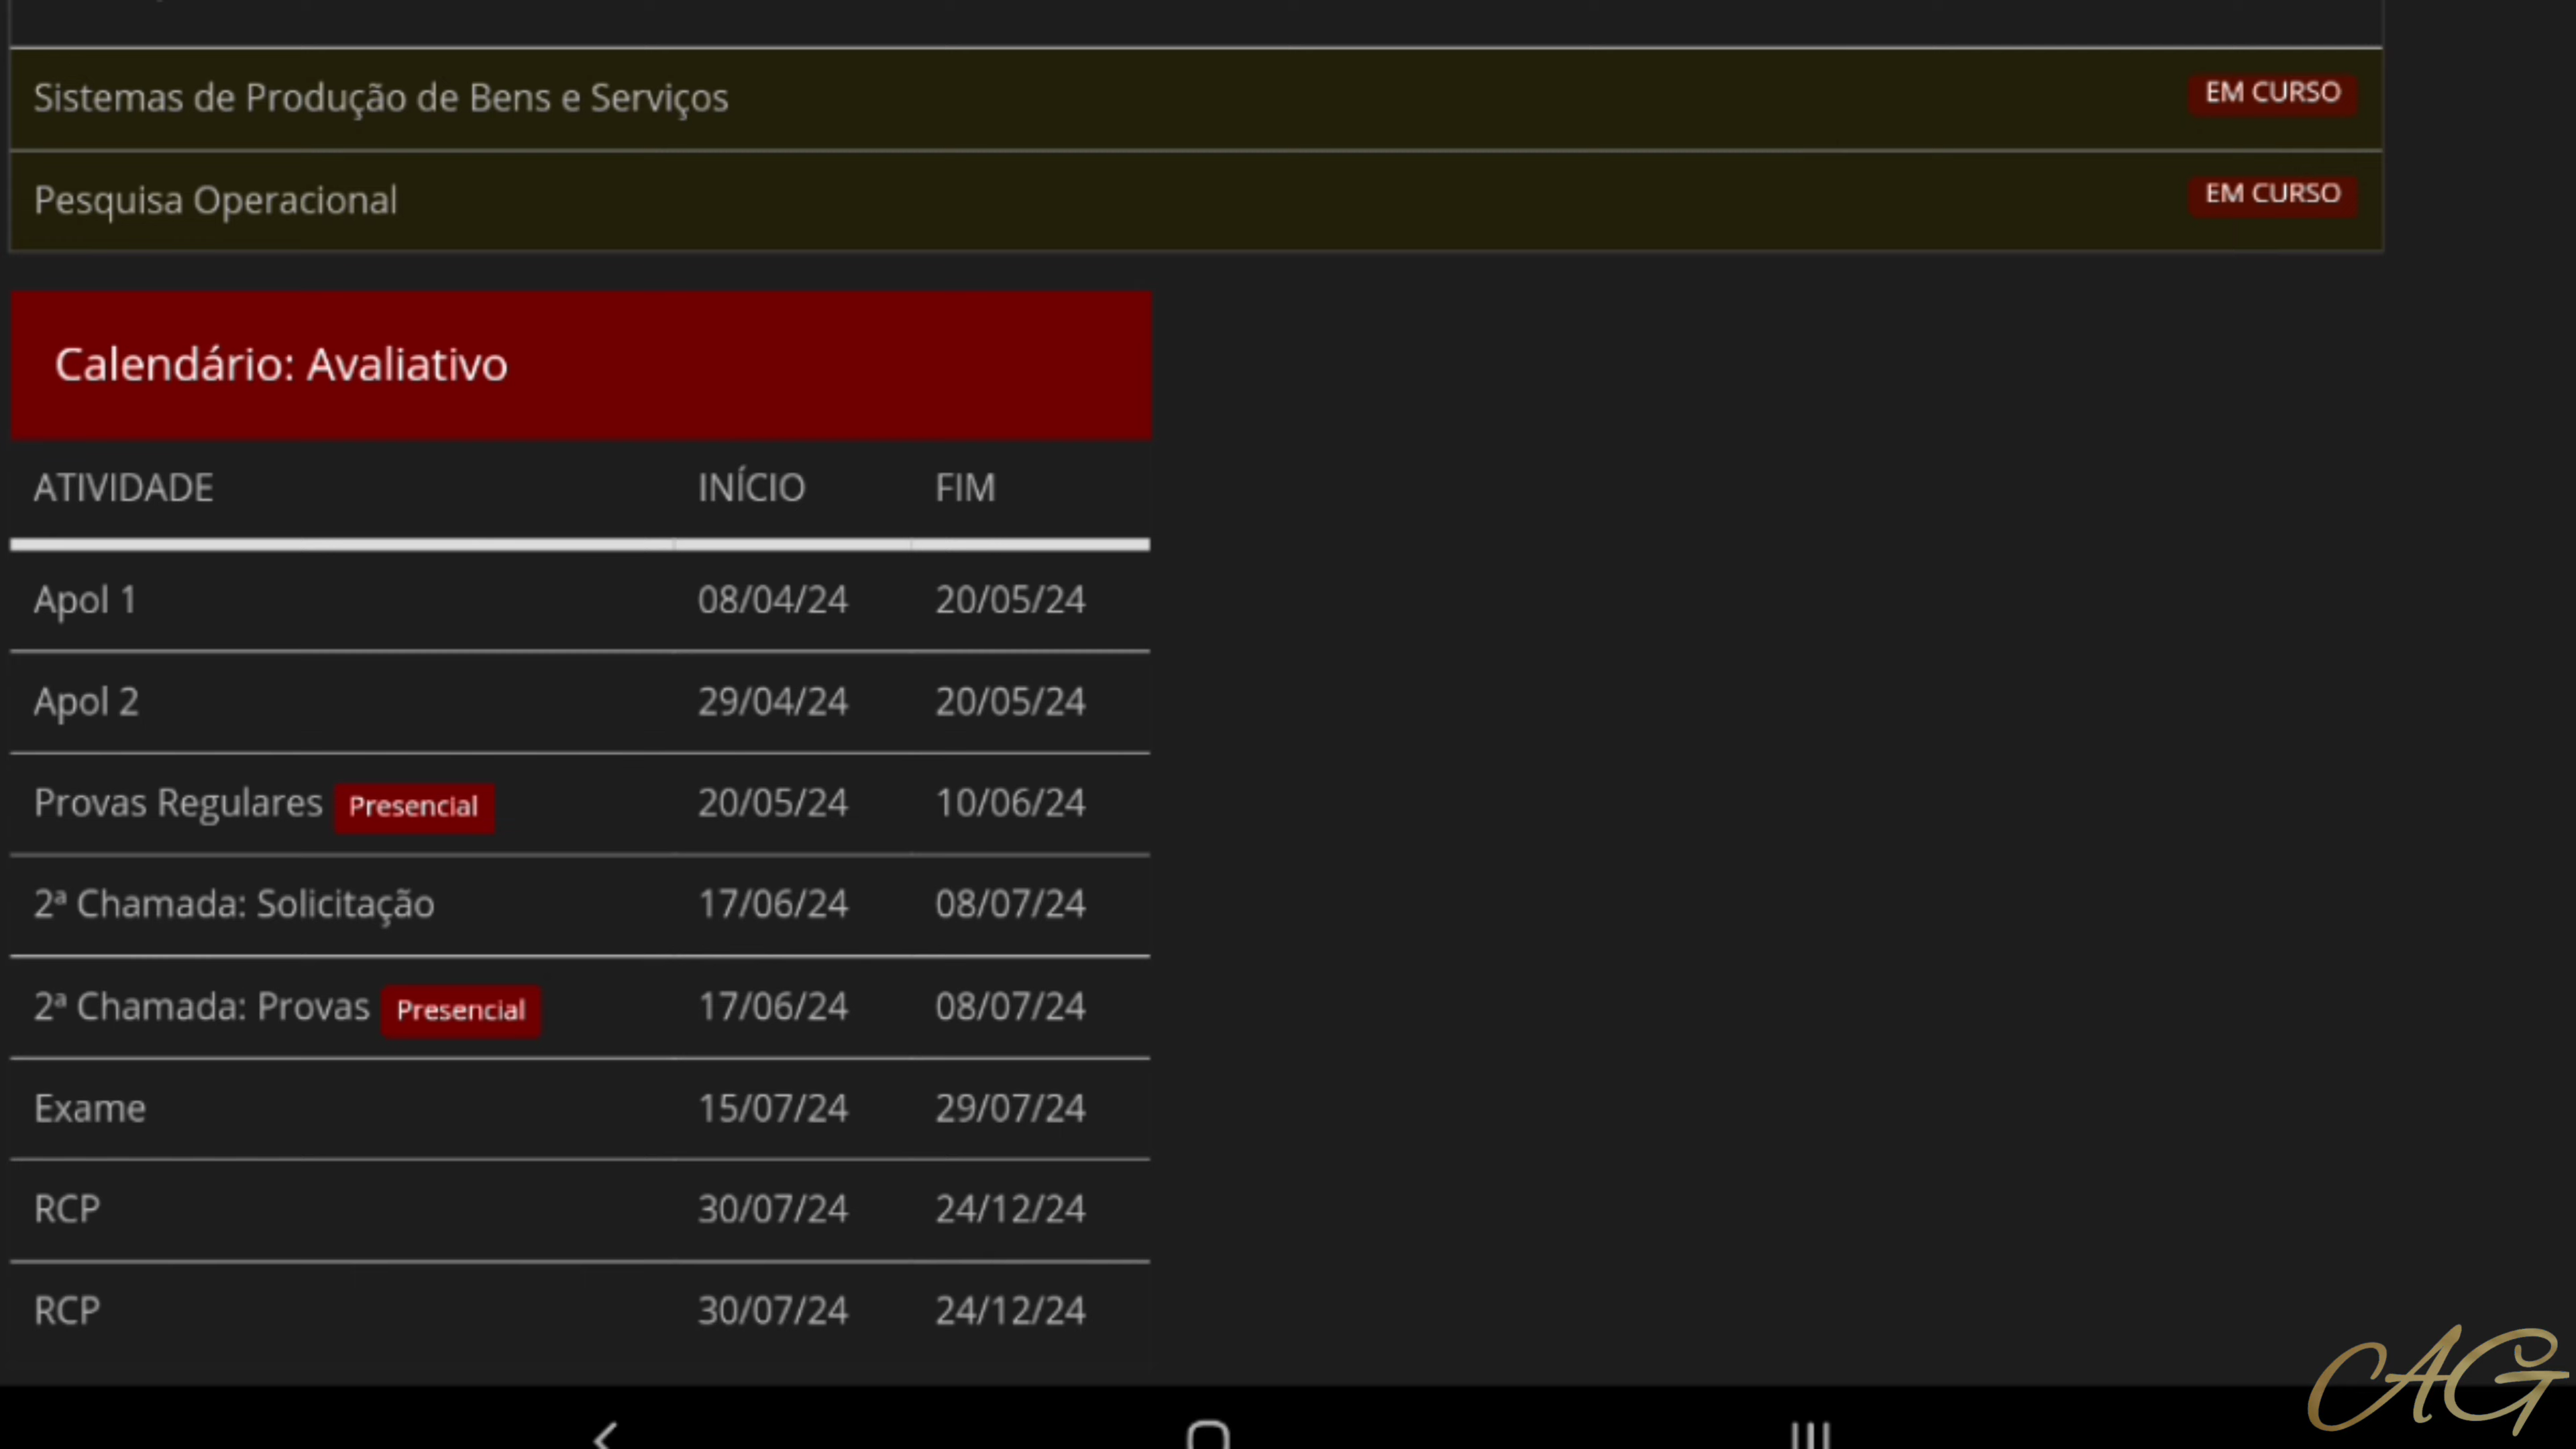 Sistemas de Produção de Bens e Serviços EM CURSO
Pesquisa Operacional EM CURSO
Calendário: Avaliativo
ATIVIDADE INÍCIO FIM
Apol 1 08/04/24 20/05/24
Apol 2 29/04/24 20/05/24
Provas Regulares Presencial 20/05/24 10/06/24
2ª Chamada: Solicitação 17/06/24 08/07/24
2ª Chamada: Provas Presencial 17/06/24 08/07/24
Exame 15/07/24 29/07/24
RCP 30/07/24 24/12/24
RCP 30/07/24 24/12/24
CAG